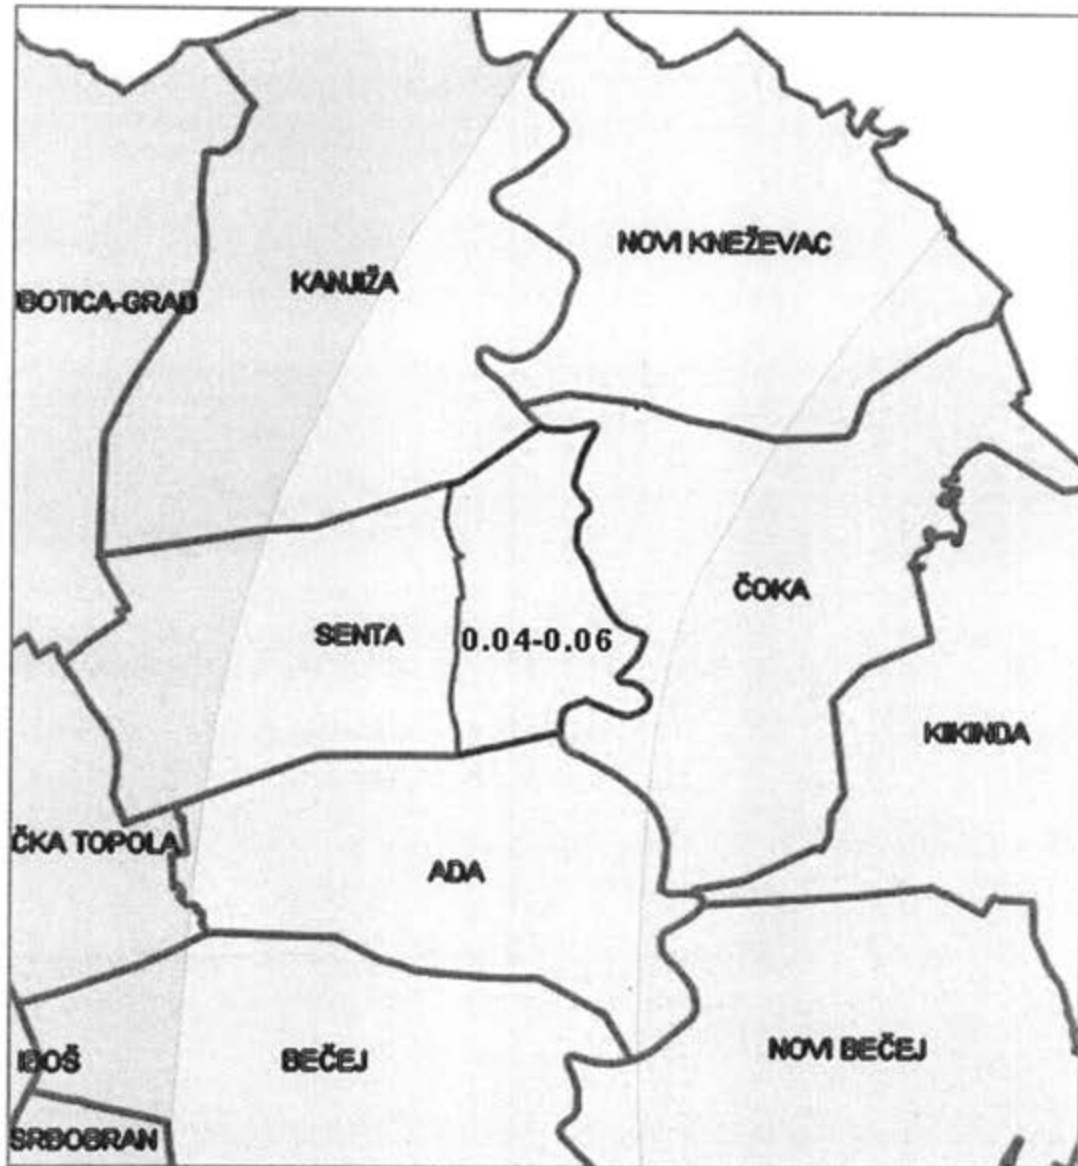 NOVI KNEŽEVAC
KANJIŽA
BOTICA-GRAD
ČOKA
SENTA
0.04-0.06
KIKINDA
ČKA TOPOLA
ADA
NOVI BEČEJ
BEČEJ
IĐOŠ
SRBOBRAN